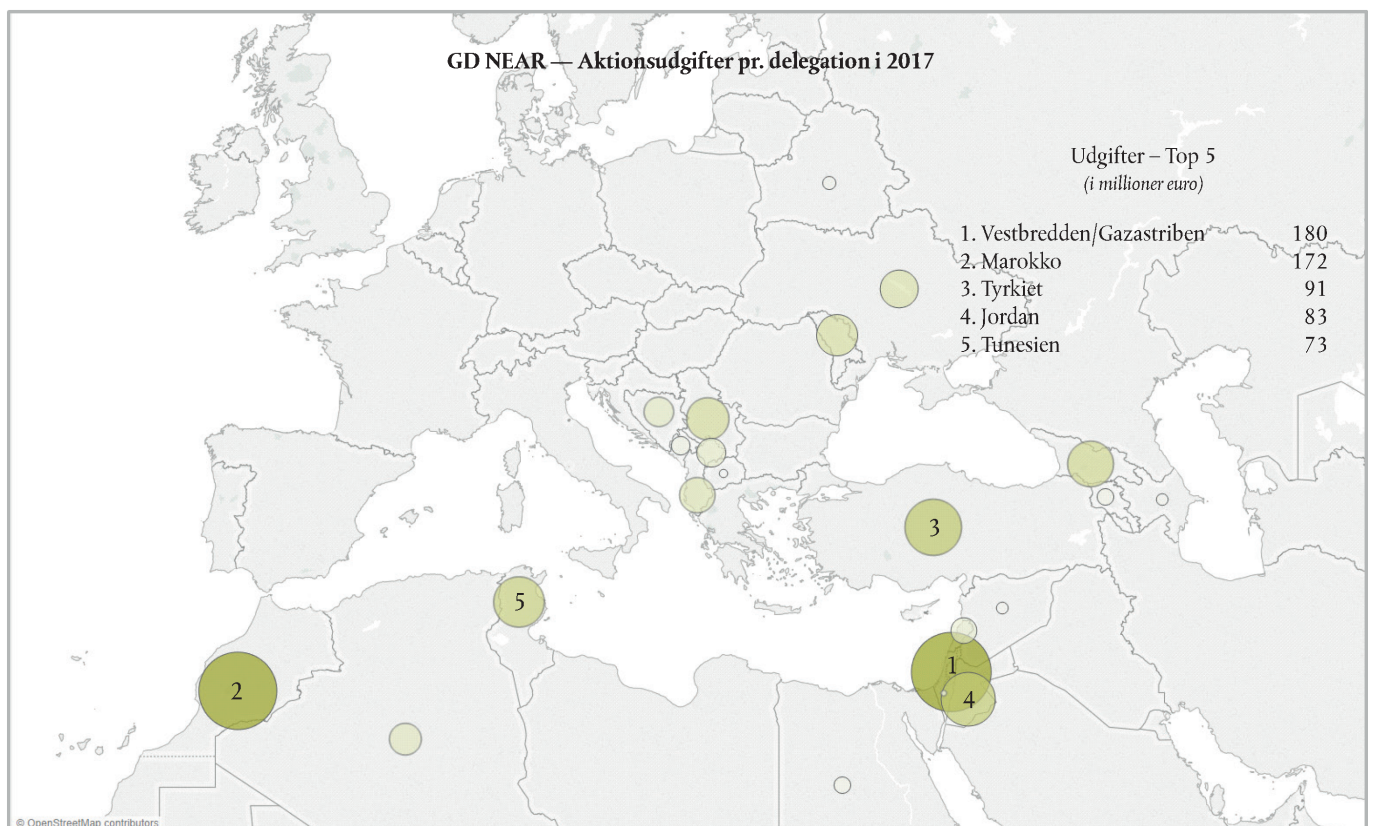 GD NEAR — Aktionsudgifter pr. delegation i 2017
Udgifter – Top 5
(i millioner euro)
1. Vestbredden/Gazastriben 180
2. Marokko 172
3. Tyrkiet 91
4. Jordan 83
5. Tunesien 73
3
5
1
2
4
© OpenStreetMap contributors